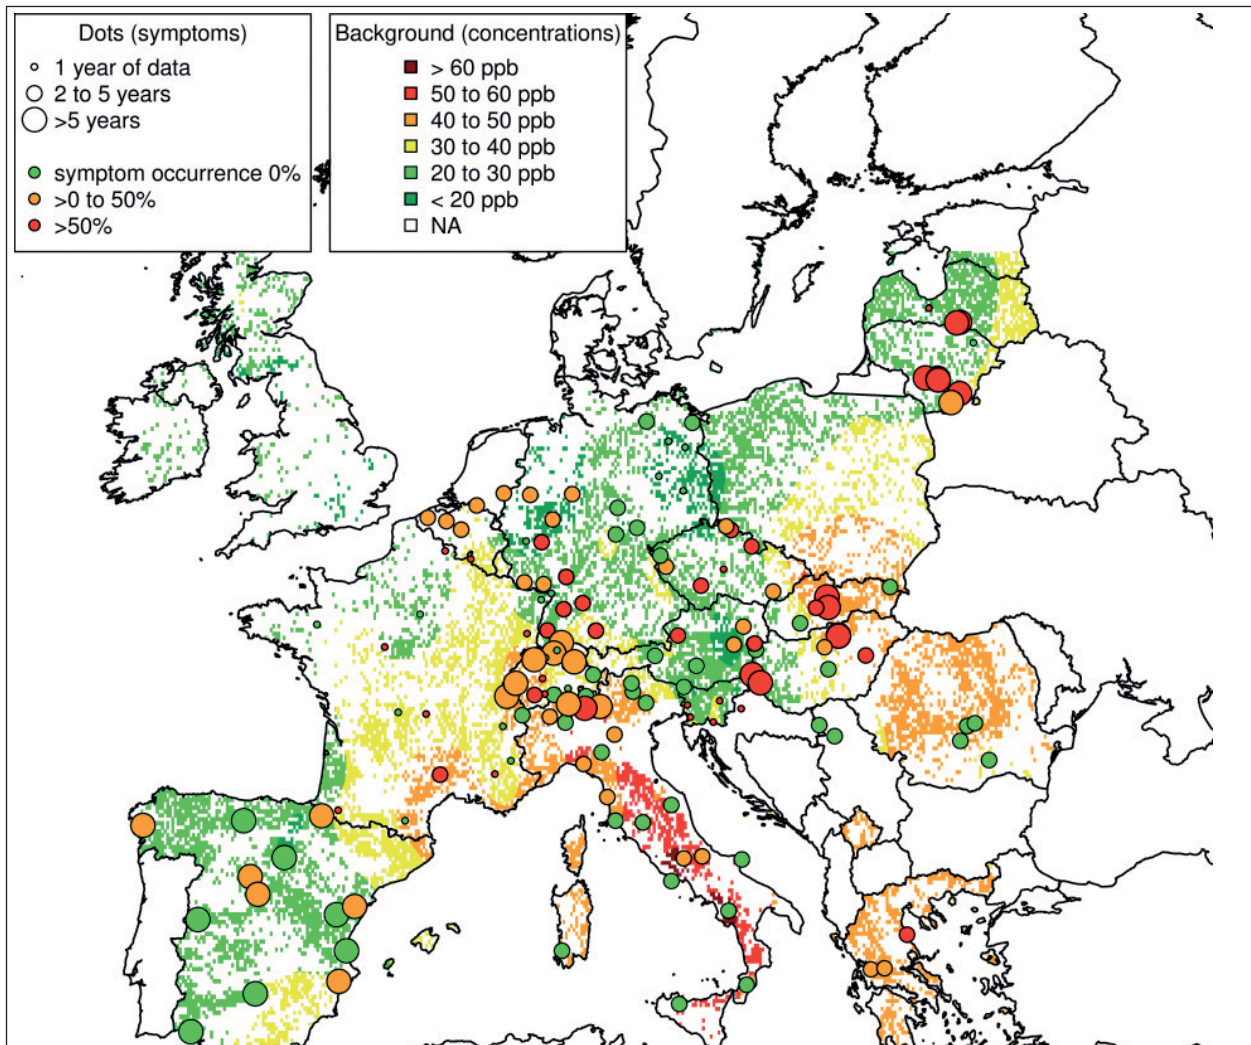 Dots (symptoms)
1 year of data
2 to 5 years
>5 years
symptom occurrence 0%
>0 to 50%
>50%
Background (concentrations)
> 60 ppb
50 to 60 ppb
40 to 50 ppb
30 to 40 ppb
20 to 30 ppb
< 20 ppb
NA